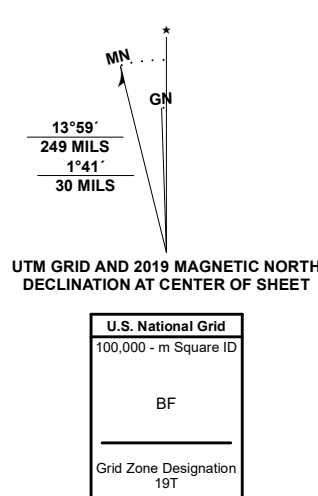 ★
MN
GN
13°59´
249 MILS
1°41´
30 MILS
UTM GRID AND 2019 MAGNETIC NORTH
DECLINATION AT CENTER OF SHEET
U.S. National Grid
100,000 - m Square ID
BF
Grid Zone Designation
19T